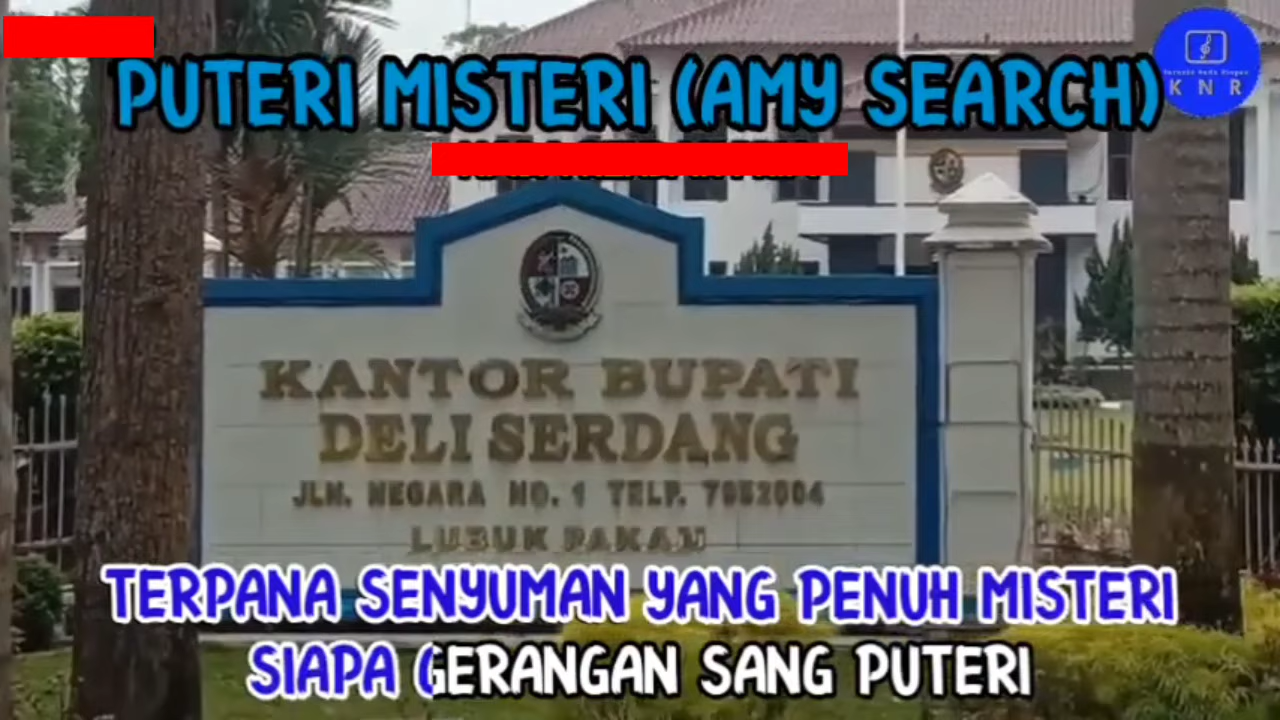 PUTERI MISTERI (AMY SEARCH)
KNR
KANTOR BUPATI
DELI SERDANG
JLN. NEGARA NO. 1 TELP. 7952004
LUBUK PAKAM
TERPANA SENYUMAN YANG PENUH MISTERI
SIAPA GERANGAN SANG PUTERI